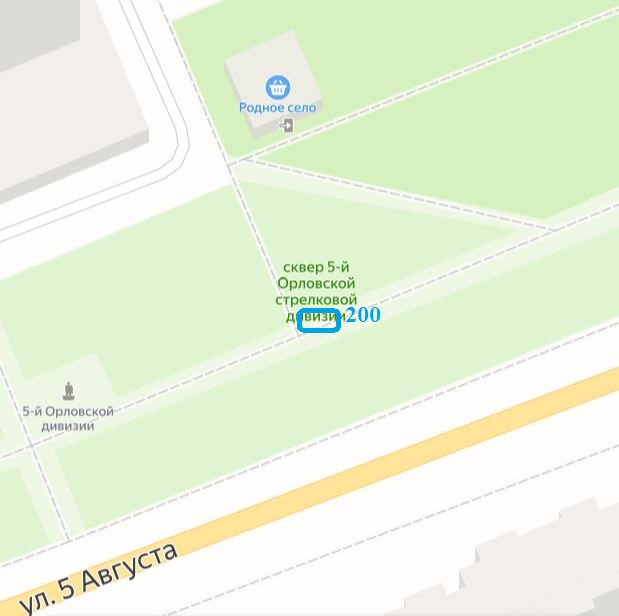 Родное село
сквер 5-й
Орловской
стрелковой
дивизии
200
5-й Орловской
дивизии
ул. 5 Августа